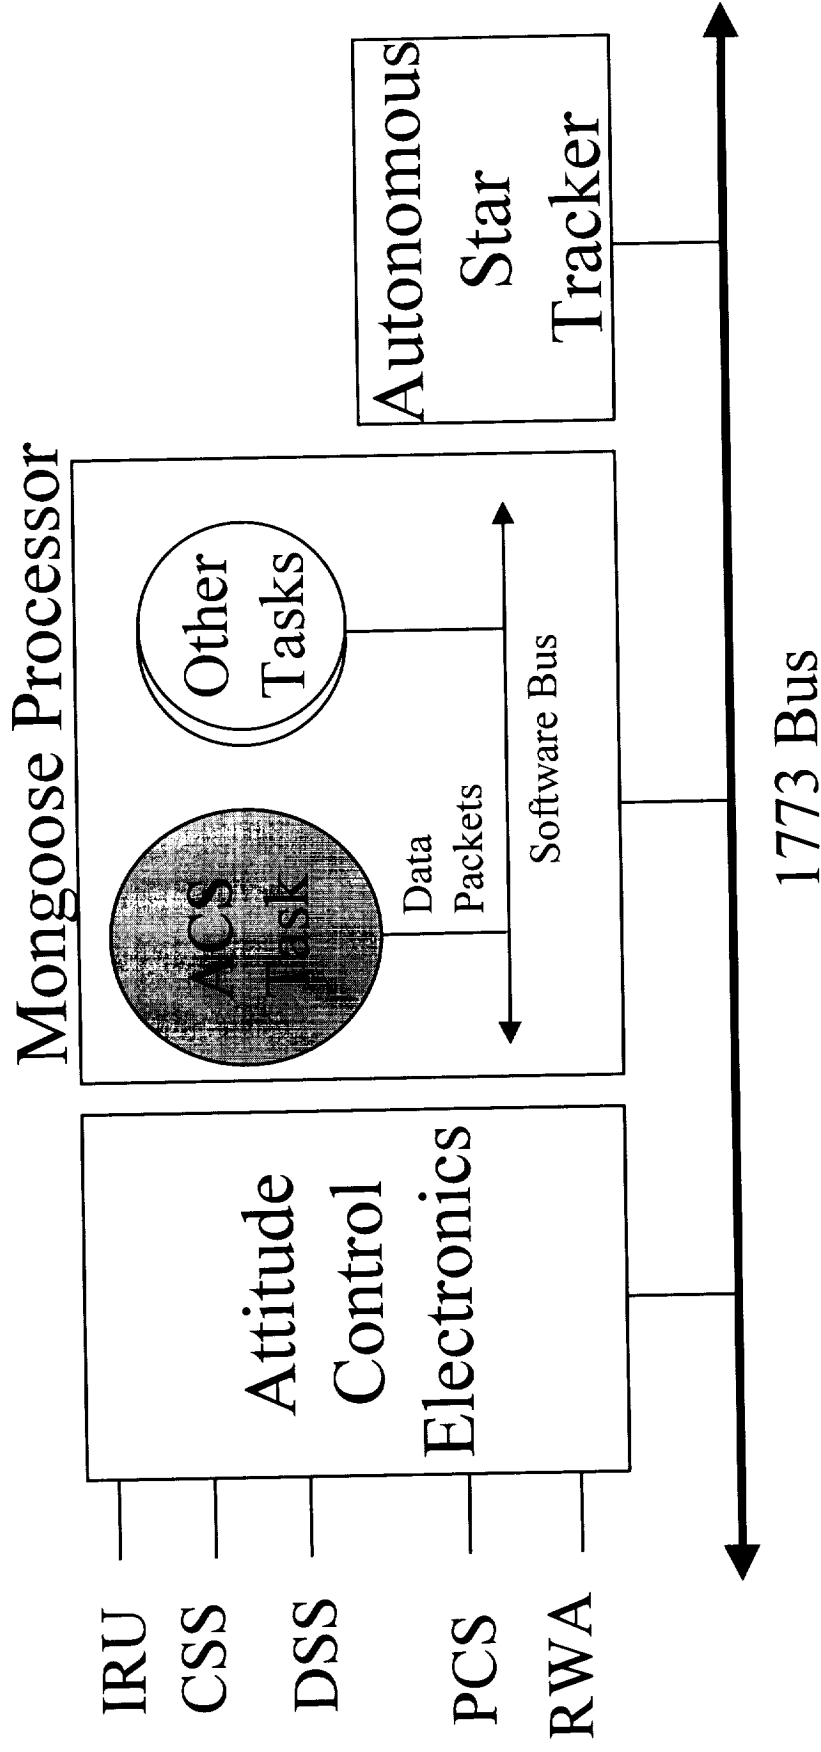 Mongoose Processor
IRU
CSS
DSS
PCS
RWA
Attitude
Control
Electronics
ACS
Task
Other
Tasks
Data
Packets
Software Bus
Autonomous
Star
Tracker
1773 Bus